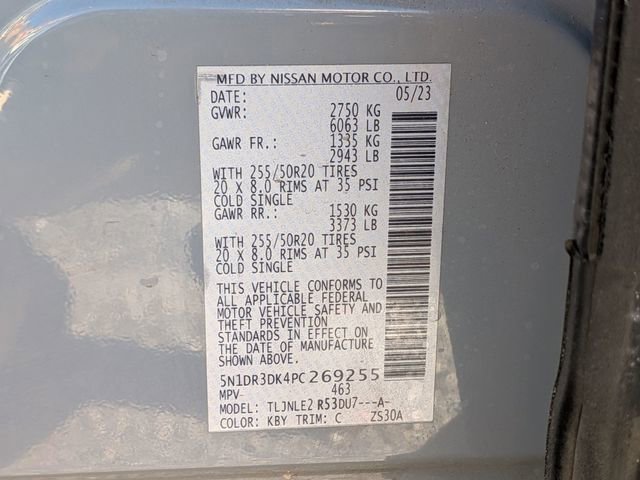 MFD BY NISSAN MOTOR CO., LTD.
DATE: 05/23
GVWR: 2750 KG
6063 LB
GAWR FR.: 1335 KG
2943 LB
WITH 255/50R20 TIRES
20 X 8.0 RIMS AT 35 PSI
COLD SINGLE
GAWR RR.: 1530 KG
3373 LB
WITH 255/50R20 TIRES
20 X 8.0 RIMS AT 35 PSI
COLD SINGLE
THIS VEHICLE CONFORMS TO
ALL APPLICABLE FEDERAL
MOTOR VEHICLE SAFETY AND
THEFT PREVENTION
STANDARDS IN EFFECT ON
THE DATE OF MANUFACTURE
SHOWN ABOVE.
5N1DR3DK4PC269255
MPV- 463
MODEL: TLJNLE2 R53DU7---A-
COLOR: KBY TRIM: C ZS30A